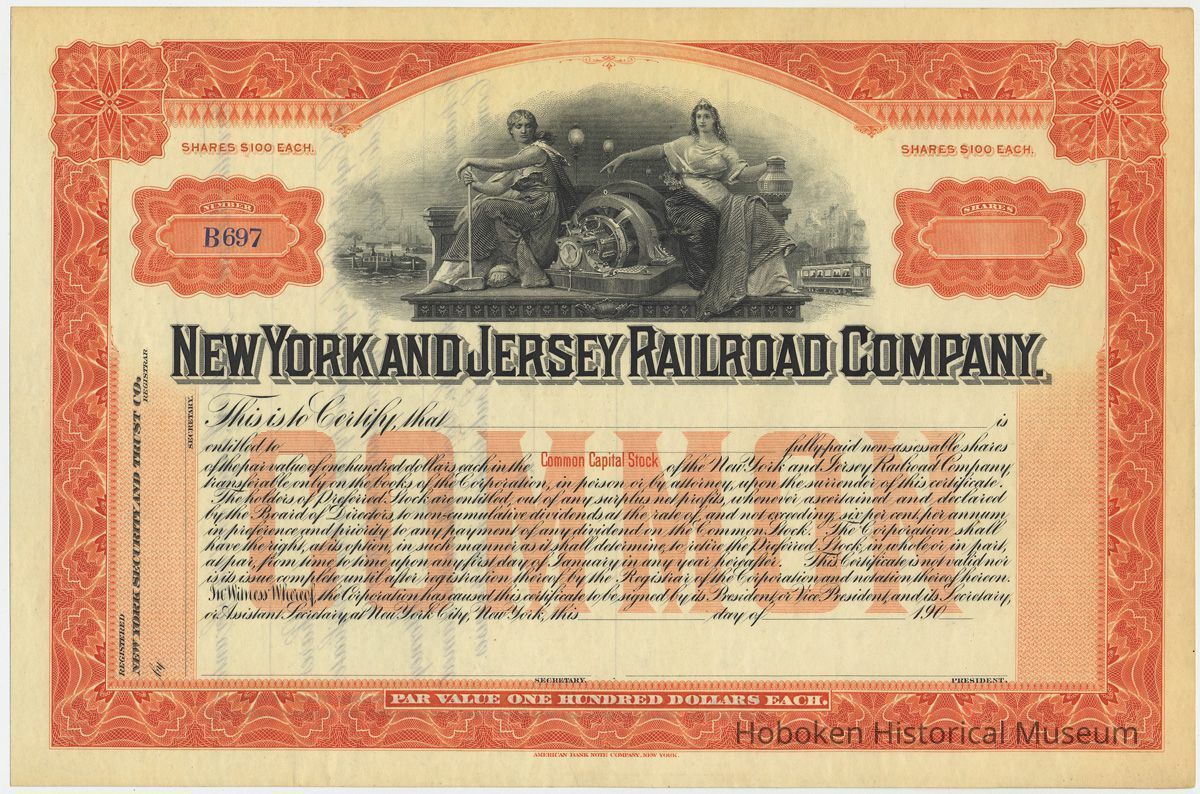 SHARES $100 EACH.
SHARES $100 EACH.
NUMBER
B697
SHARES
NEW YORK AND JERSEY RAILROAD COMPANY.
COMMON
This is to Certify, that is
entitled to fully paid non-assessable shares
of the par value of one hundred dollars each in the Common Capital Stock of the New York and Jersey Railroad Company,
transferable only on the books of the Corporation, in person or by attorney, upon the surrender of this certificate.
The holders of Preferred Stock are entitled, out of any surplus net profits, whenever ascertained and declared
by the Board of Directors to non-cumulative dividends at the rate of, and not exceeding, six per cent. per annum
in preference and priority to any payment of any dividend on the Common Stock. The Corporation shall
have the right, at its option, in such manner as it shall determine, to retire the Preferred Stock, in whole or in part,
at par, from time to time upon any first day of January in any year hereafter. This Certificate is not valid nor
is its issue complete until after registration thereof by the Registrar of the Corporation and notation thereof hereon.
In Witness Whereof, the Corporation has caused this certificate to be signed by its President, or Vice President, and its Secretary,
or Assistant Secretary, at New York City, New York, this day of 190
SECRETARY.
PRESIDENT.
REGISTERED
NEW YORK SECURITY AND TRUST CO.
REGISTRAR
by
SECRETARY.
PAR VALUE ONE HUNDRED DOLLARS EACH.
AMERICAN BANK NOTE COMPANY, NEW YORK.
Hoboken Historical Museum